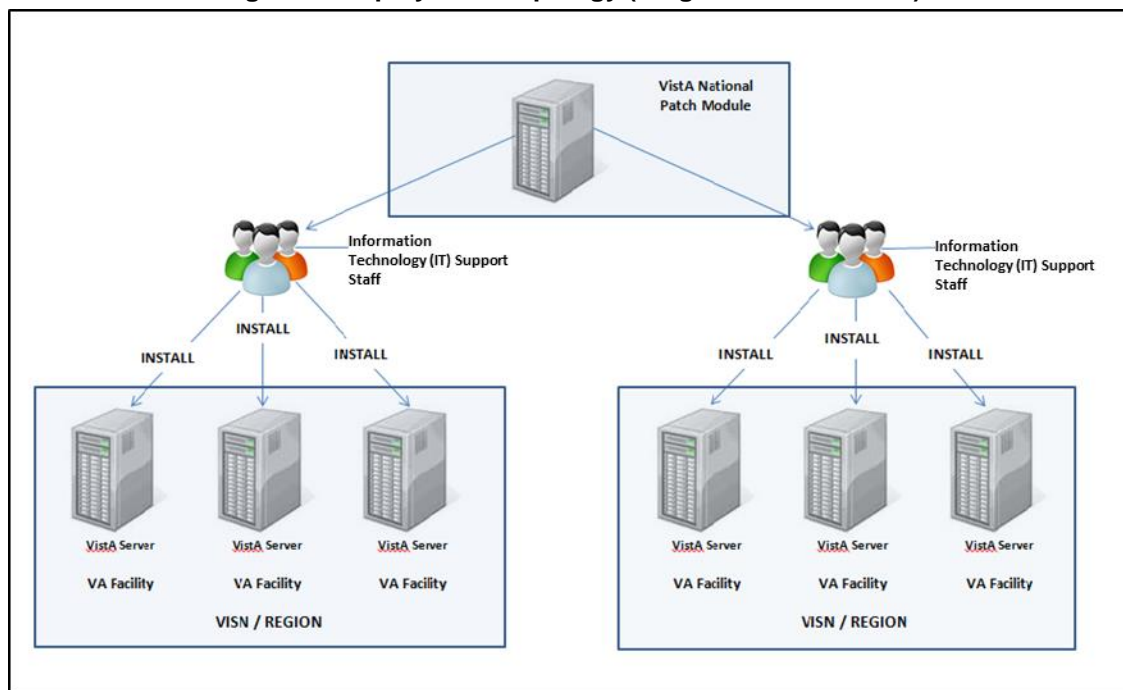 VistA National
Patch Module
Information
Technology (IT) Support
Staff
Information
Technology (IT) Support
Staff
INSTALL
INSTALL
INSTALL
INSTALL
INSTALL
INSTALL
VistA Server
VistA Server
VistA Server
VA Facility
VA Facility
VA Facility
VISN / REGION
VistA Server
VistA Server
VistA Server
VA Facility
VA Facility
VA Facility
VISN / REGION